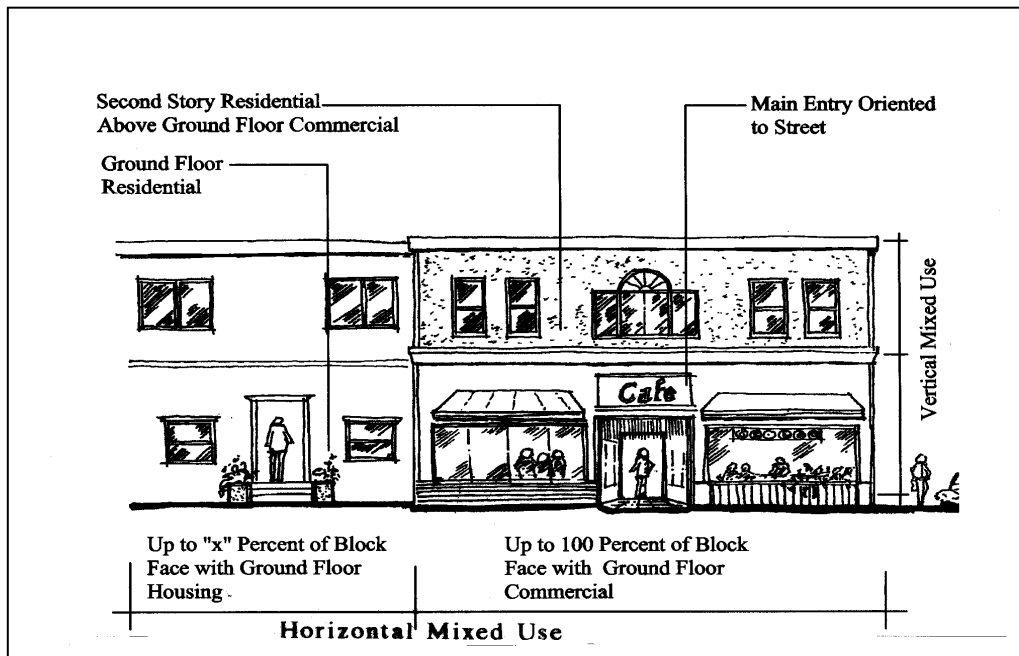 Second Story Residential
Above Ground Floor Commercial
Main Entry Oriented
to Street
Ground Floor
Residential
Vertical Mixed Use
Cafe
Up to "x" Percent of Block
Face with Ground Floor
Housing
Up to 100 Percent of Block
Face with Ground Floor
Commercial
Horizontal Mixed Use